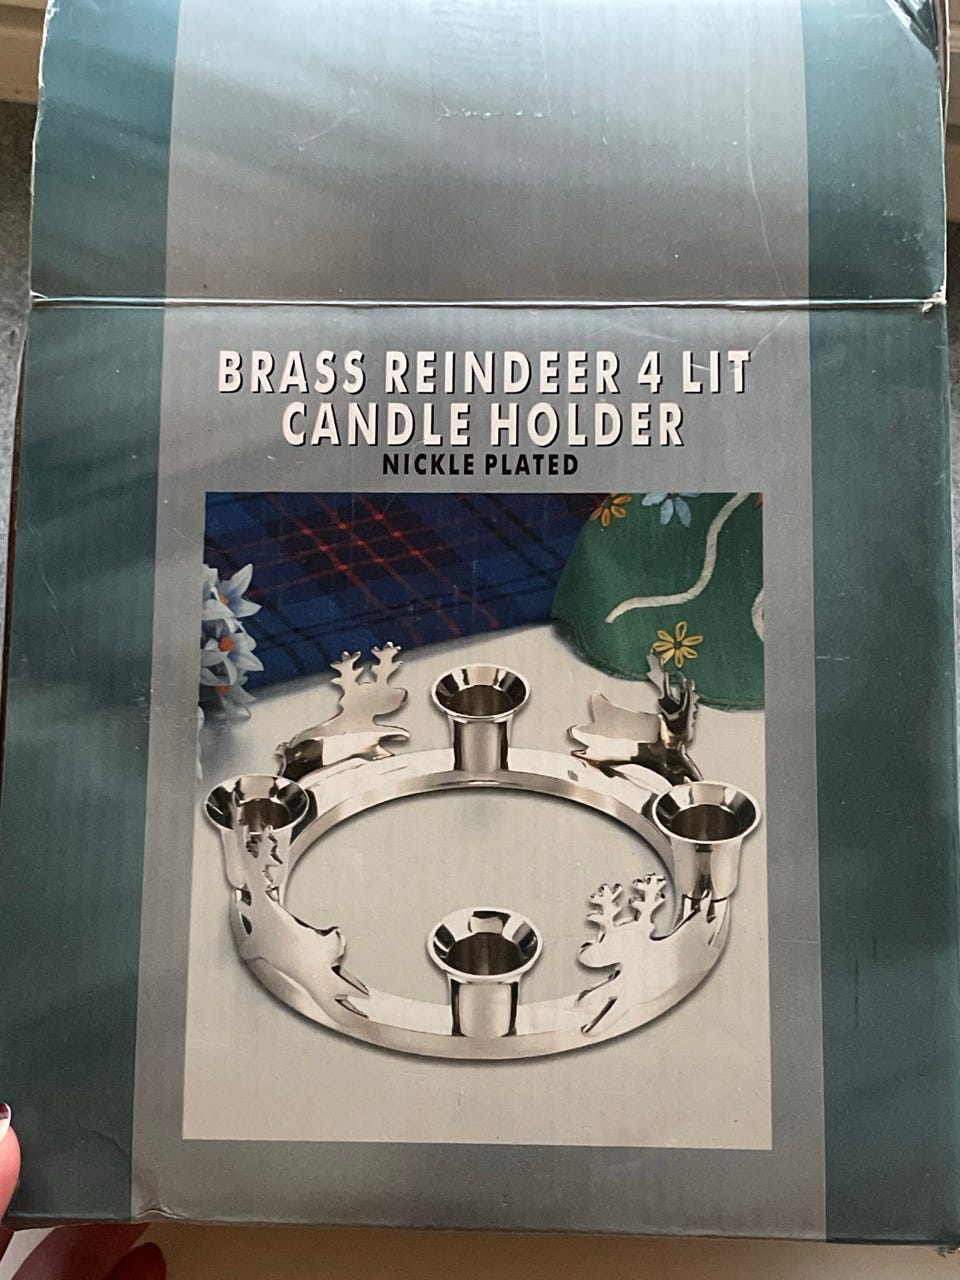 BRASS REINDEER 4 LIT
CANDLE HOLDER
NICKLE PLATED